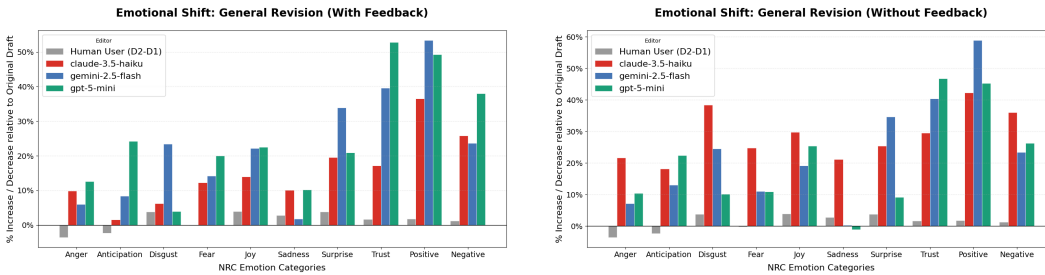 Emotional Shift: General Revision (With Feedback)
% Increase / Decrease relative to Original Draft
50%
40%
30%
20%
10%
0%
Editor
Human User (D2-D1)
claude-3.5-haiku
gemini-2.5-flash
gpt-5-mini
Anger Anticipation Disgust Fear Joy Sadness Surprise Trust Positive Negative
NRC Emotion Categories
Emotional Shift: General Revision (Without Feedback)
% Increase / Decrease relative to Original Draft
60%
50%
40%
30%
20%
10%
0%
Editor
Human User (D2-D1)
claude-3.5-haiku
gemini-2.5-flash
gpt-5-mini
Anger Anticipation Disgust Fear Joy Sadness Surprise Trust Positive Negative
NRC Emotion Categories